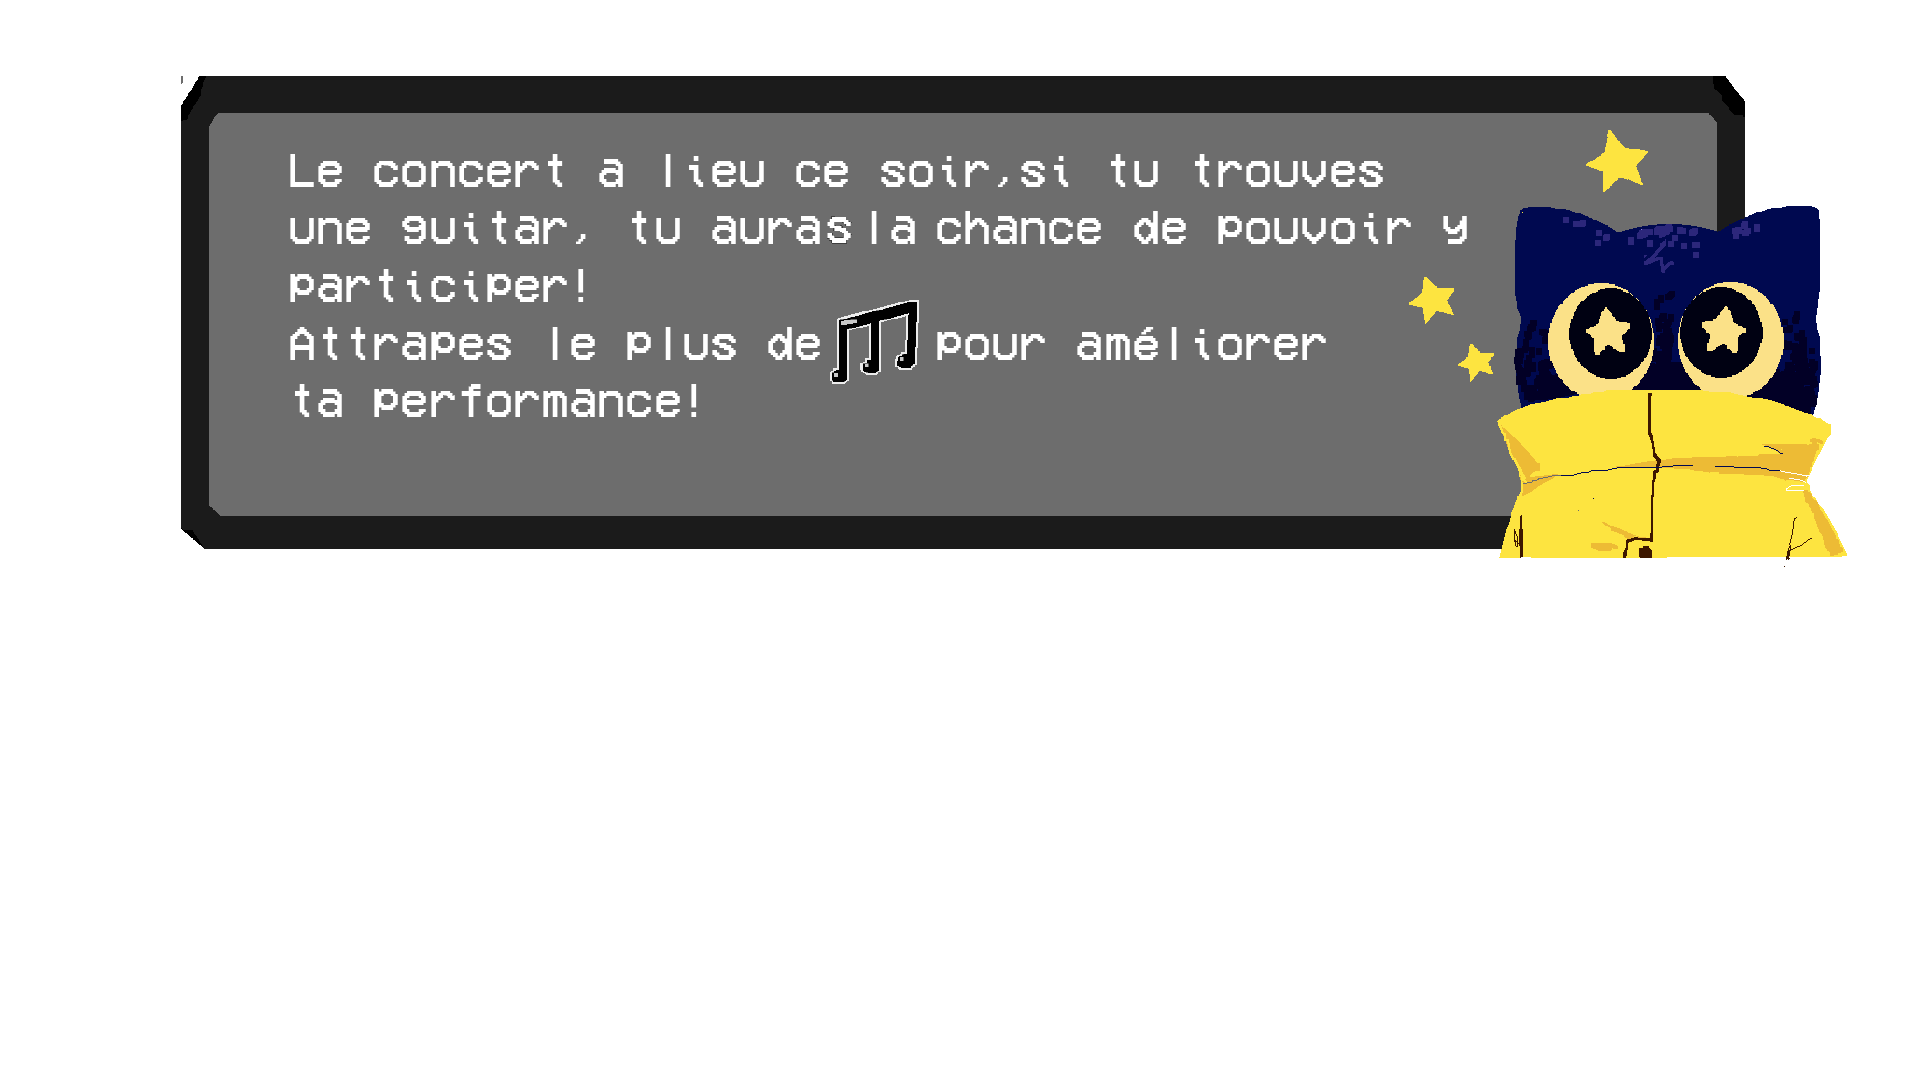 Le concert a lieu ce soir,si tu trouves
une guitar, tu auras la chance de pouvoir y
participer!
Attrapes le plus de pour améliorer
ta performance!